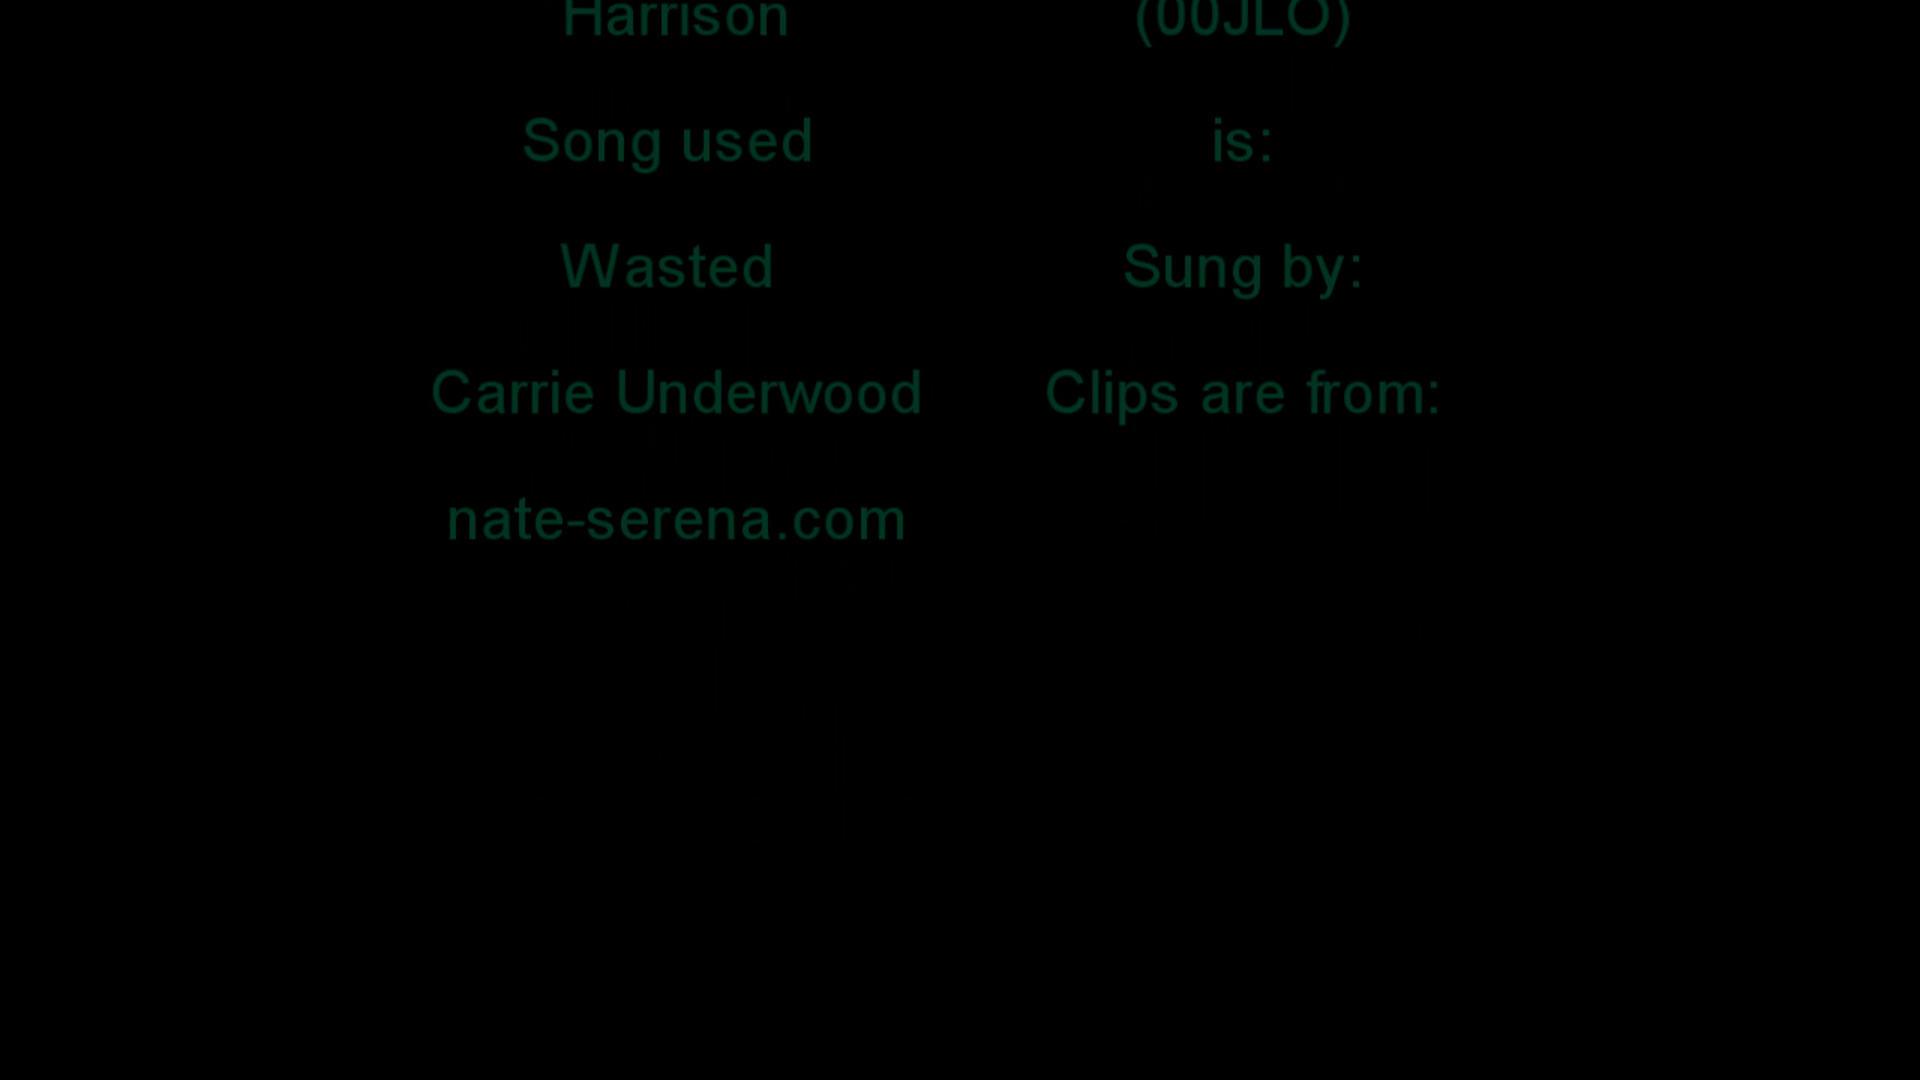 Harrison (00JLO)
Song used is:
Wasted Sung by:
Carrie Underwood Clips are from:
nate-serena.com